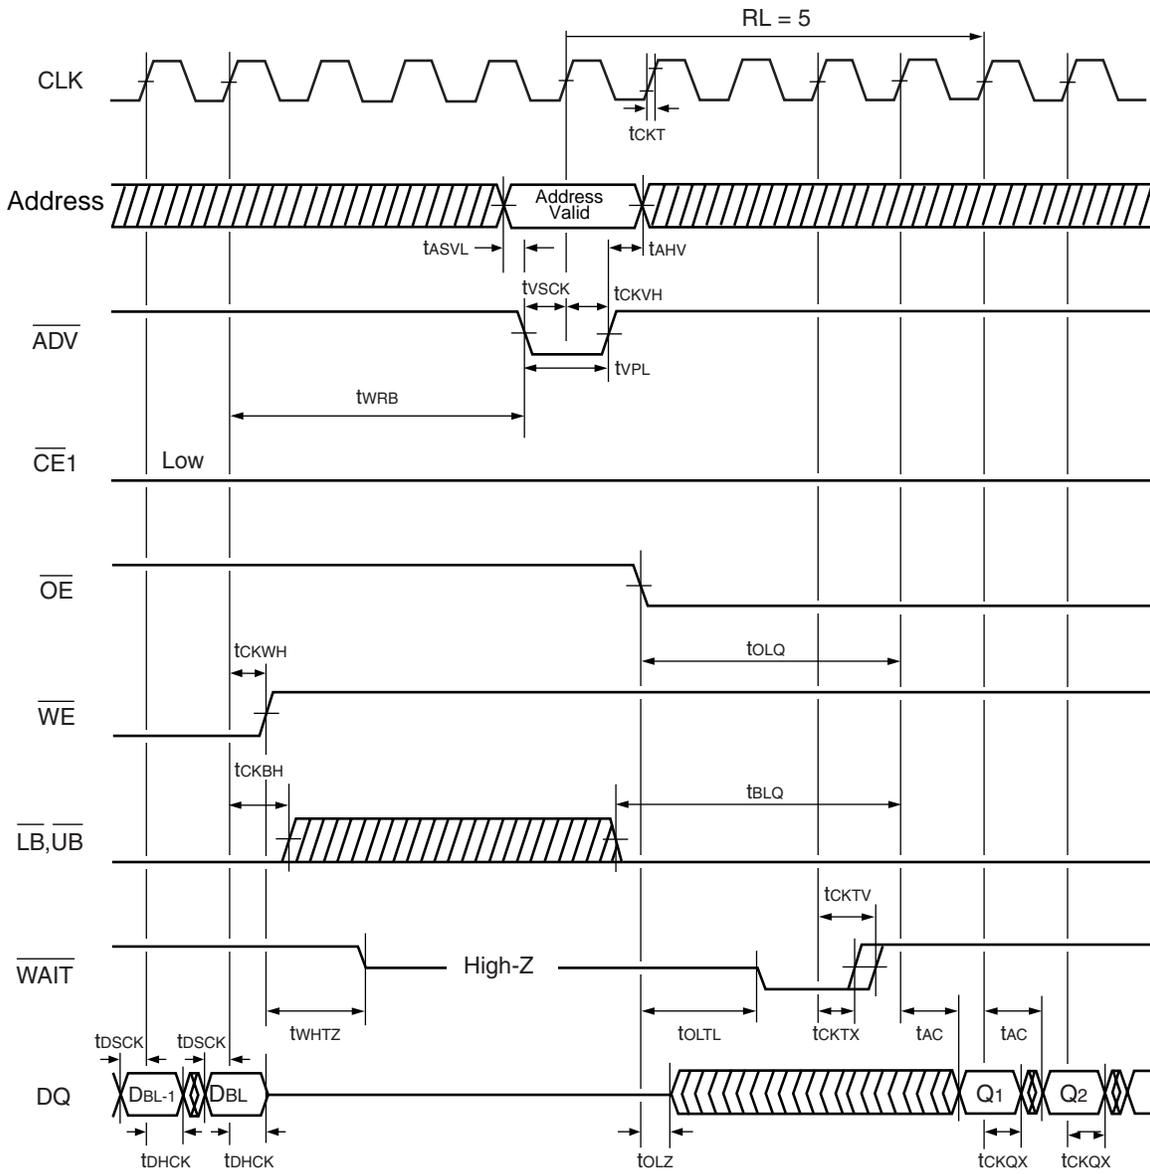 RL = 5
CLK
tCKT
Address
Address
Valid
tASVL
tAHV
tVSCK
tCKVH
ADV
tVPL
tWRB
CE1
Low
OE
tCKWH
tOLQ
WE
tCKBH
tBLQ
LB,UB
tCKTV
WAIT
High-Z
tWHTZ
tOLTL
tCKTX
tAC
tAC
tDSCK
tDSCK
DQ
DBL-1
DBL
Q1
Q2
tDHCK
tDHCK
tOLZ
tCKQX
tCKQX